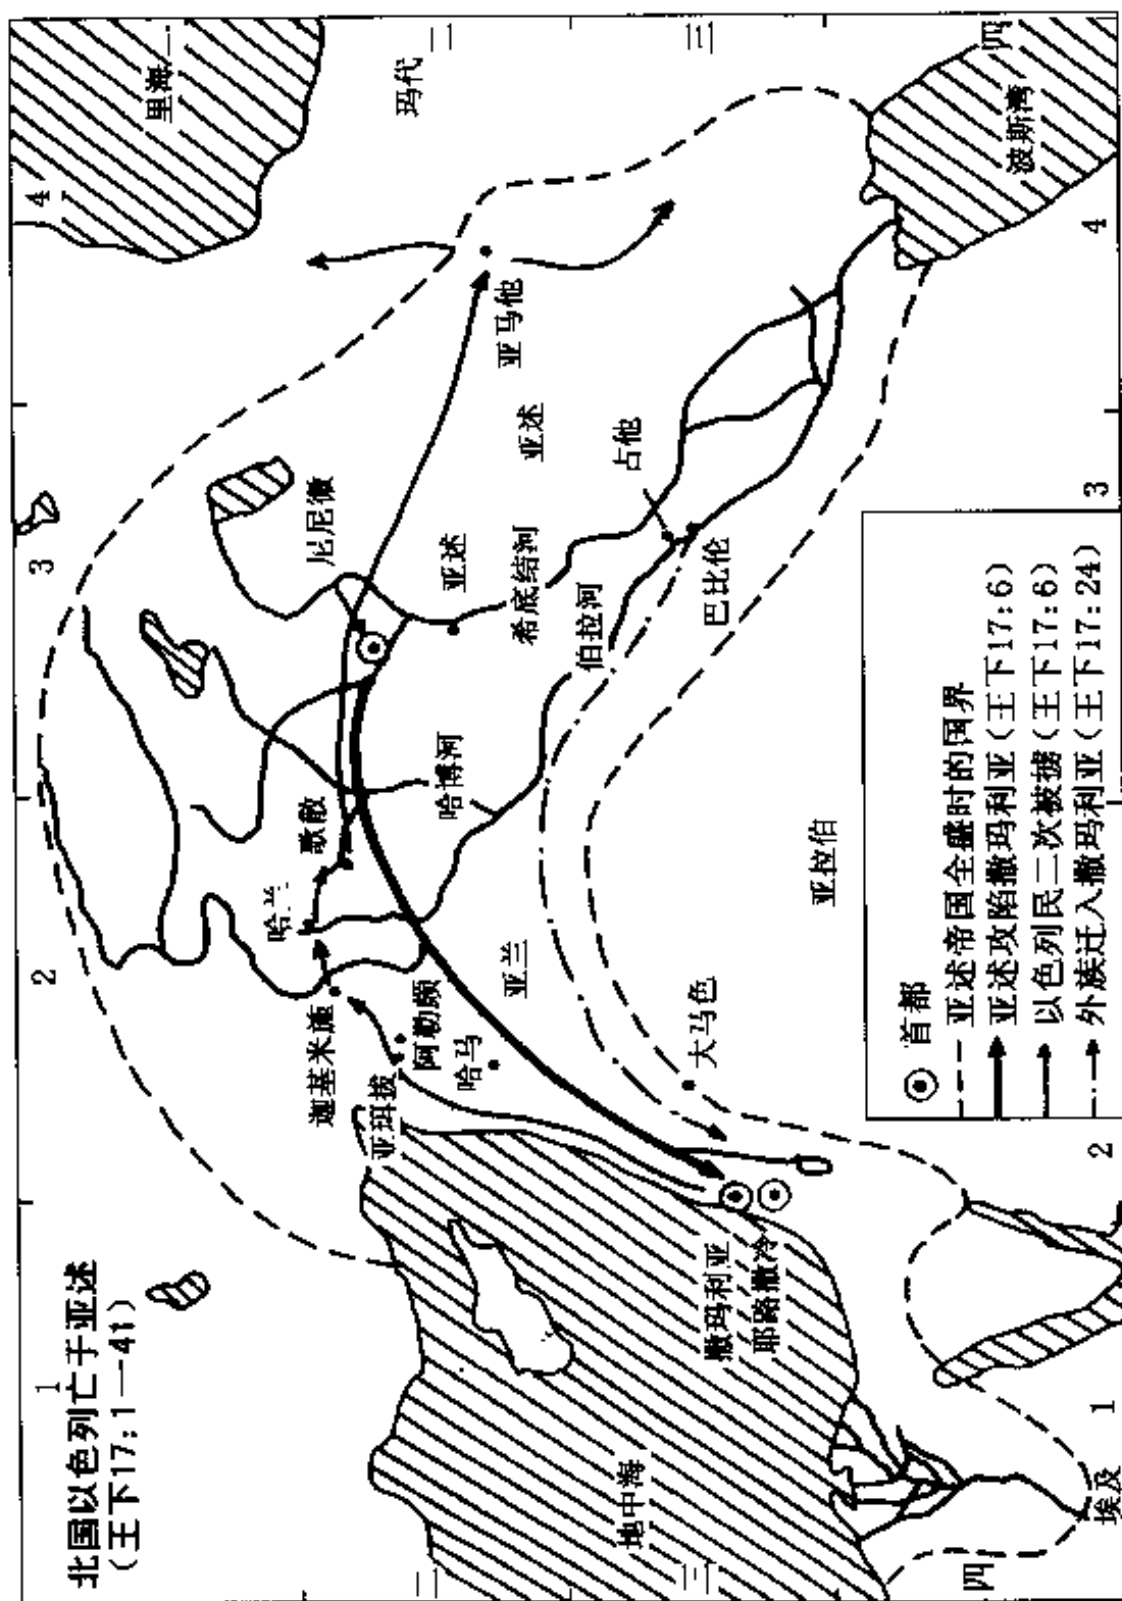 北国以色列亡于亚述
(王下17:1—41)
1
2
3
4
里海
玛代
二
三
四
波斯湾
尼尼微
亚马他
亚述
亚述
希底结河
占他
伯拉河
巴比伦
歌散
哈兰
哈博河
迦基米施
亚珥拔
阿勒颇
哈马
亚兰
大马色
亚拉伯
撒玛利亚
耶路撒冷
地中海
埃及
二
三
四
1
2
3
4
首都
亚述帝国全盛时的国界
亚述攻陷撒玛利亚(王下17:6)
以色列民二次被掳(王下17:6)
外族迁入撒玛利亚(王下17:24)